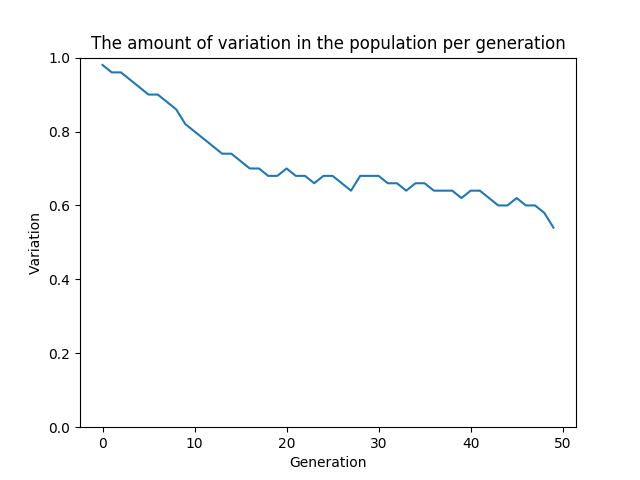 The amount of variation in the population per generation
1.0
0.8
0.6
0.4
0.2
0.0
Variation
0 10 20 30 40 50
Generation